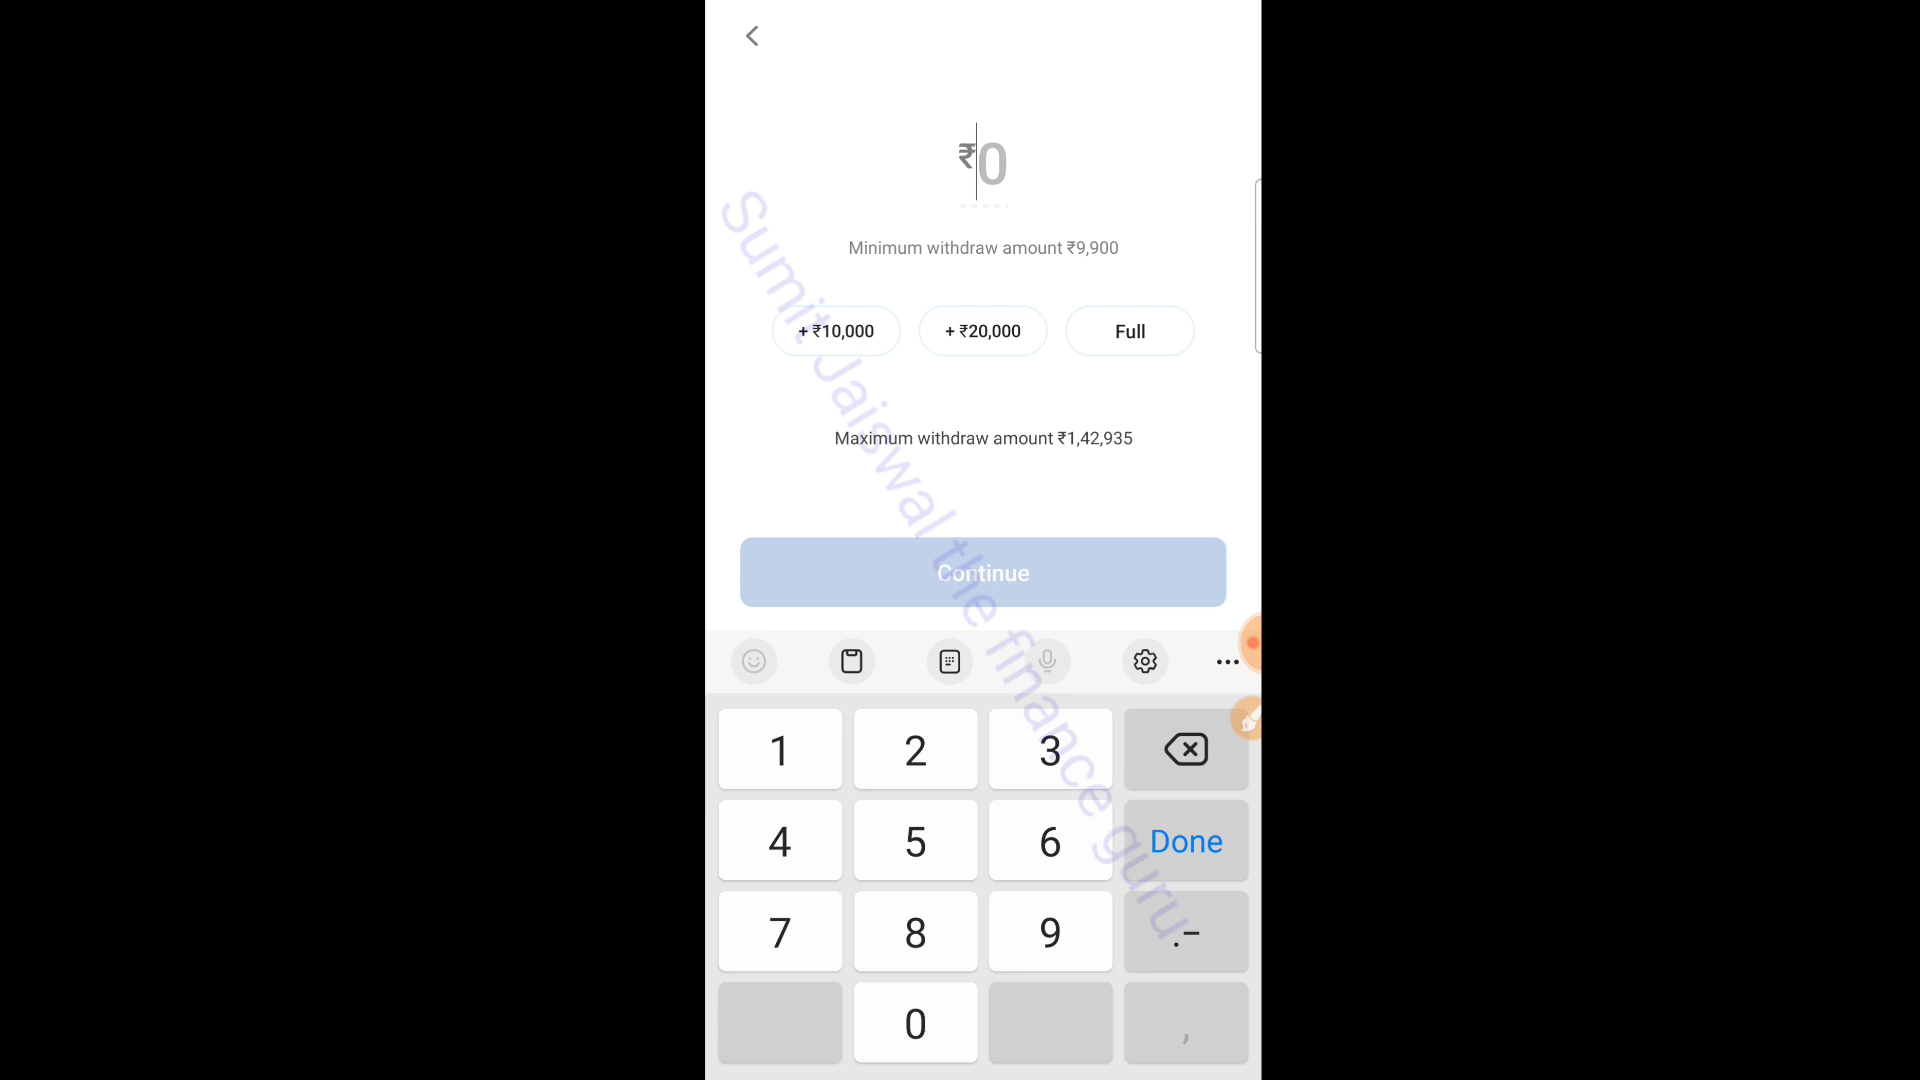 ₹0
Minimum withdraw amount ₹9,900
+ ₹10,000
+ ₹20,000
Full
Maximum withdraw amount ₹1,42,935
Continue
Sumit Jaiswal the finance guru
1 2 3
4 5 6 Done
7 8 9 .-
0 ,